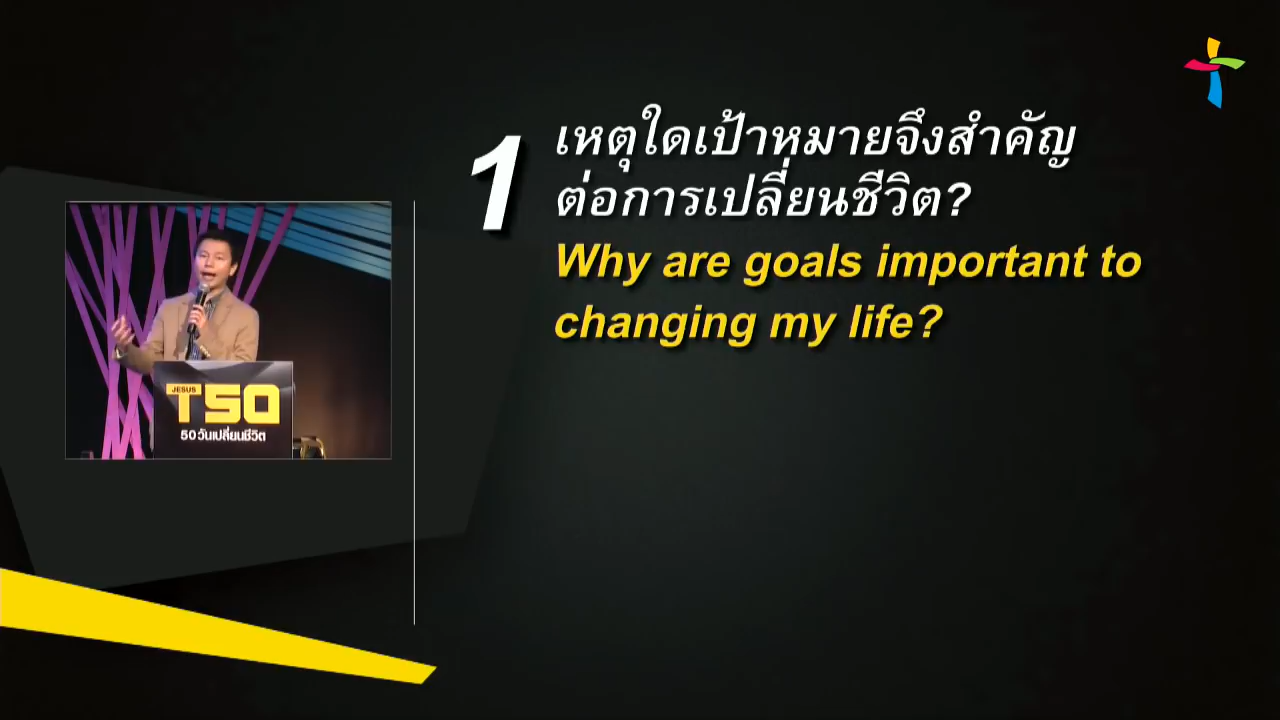 1
เหตุใดเป้าหมายจึงสำคัญ
ต่อการเปลี่ยนชีวิต?
Why are goals important to
changing my life?
JESUS
T50
50 วันเปลี่ยนชีวิต